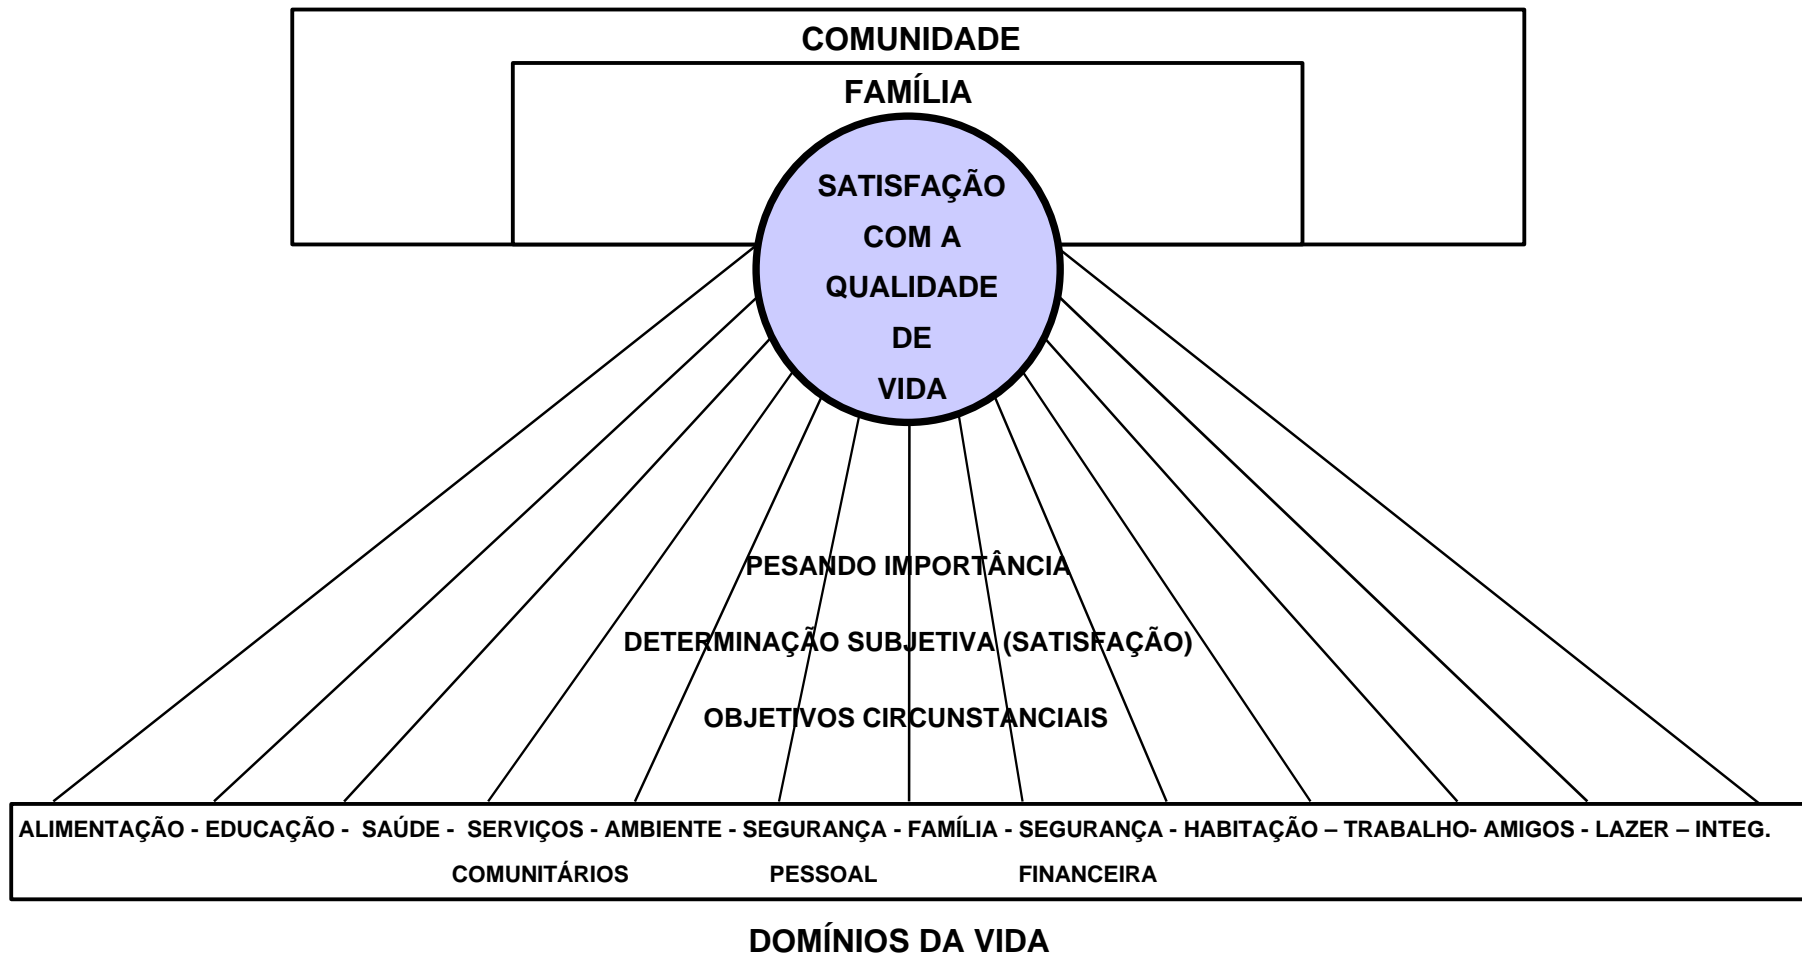 COMUNIDADE
FAMÍLIA
SATISFAÇÃO
COM A
QUALIDADE
DE
VIDA
PESANDO IMPORTÂNCIA
DETERMINAÇÃO SUBJETIVA (SATISFAÇÃO)
OBJETIVOS CIRCUNSTANCIAIS
ALIMENTAÇÃO - EDUCAÇÃO - SAÚDE - SERVIÇOS - AMBIENTE - SEGURANÇA - FAMÍLIA - SEGURANÇA - HABITAÇÃO – TRABALHO- AMIGOS - LAZER – INTEG.
COMUNITÁRIOS PESSOAL FINANCEIRA
DOMÍNIOS DA VIDA